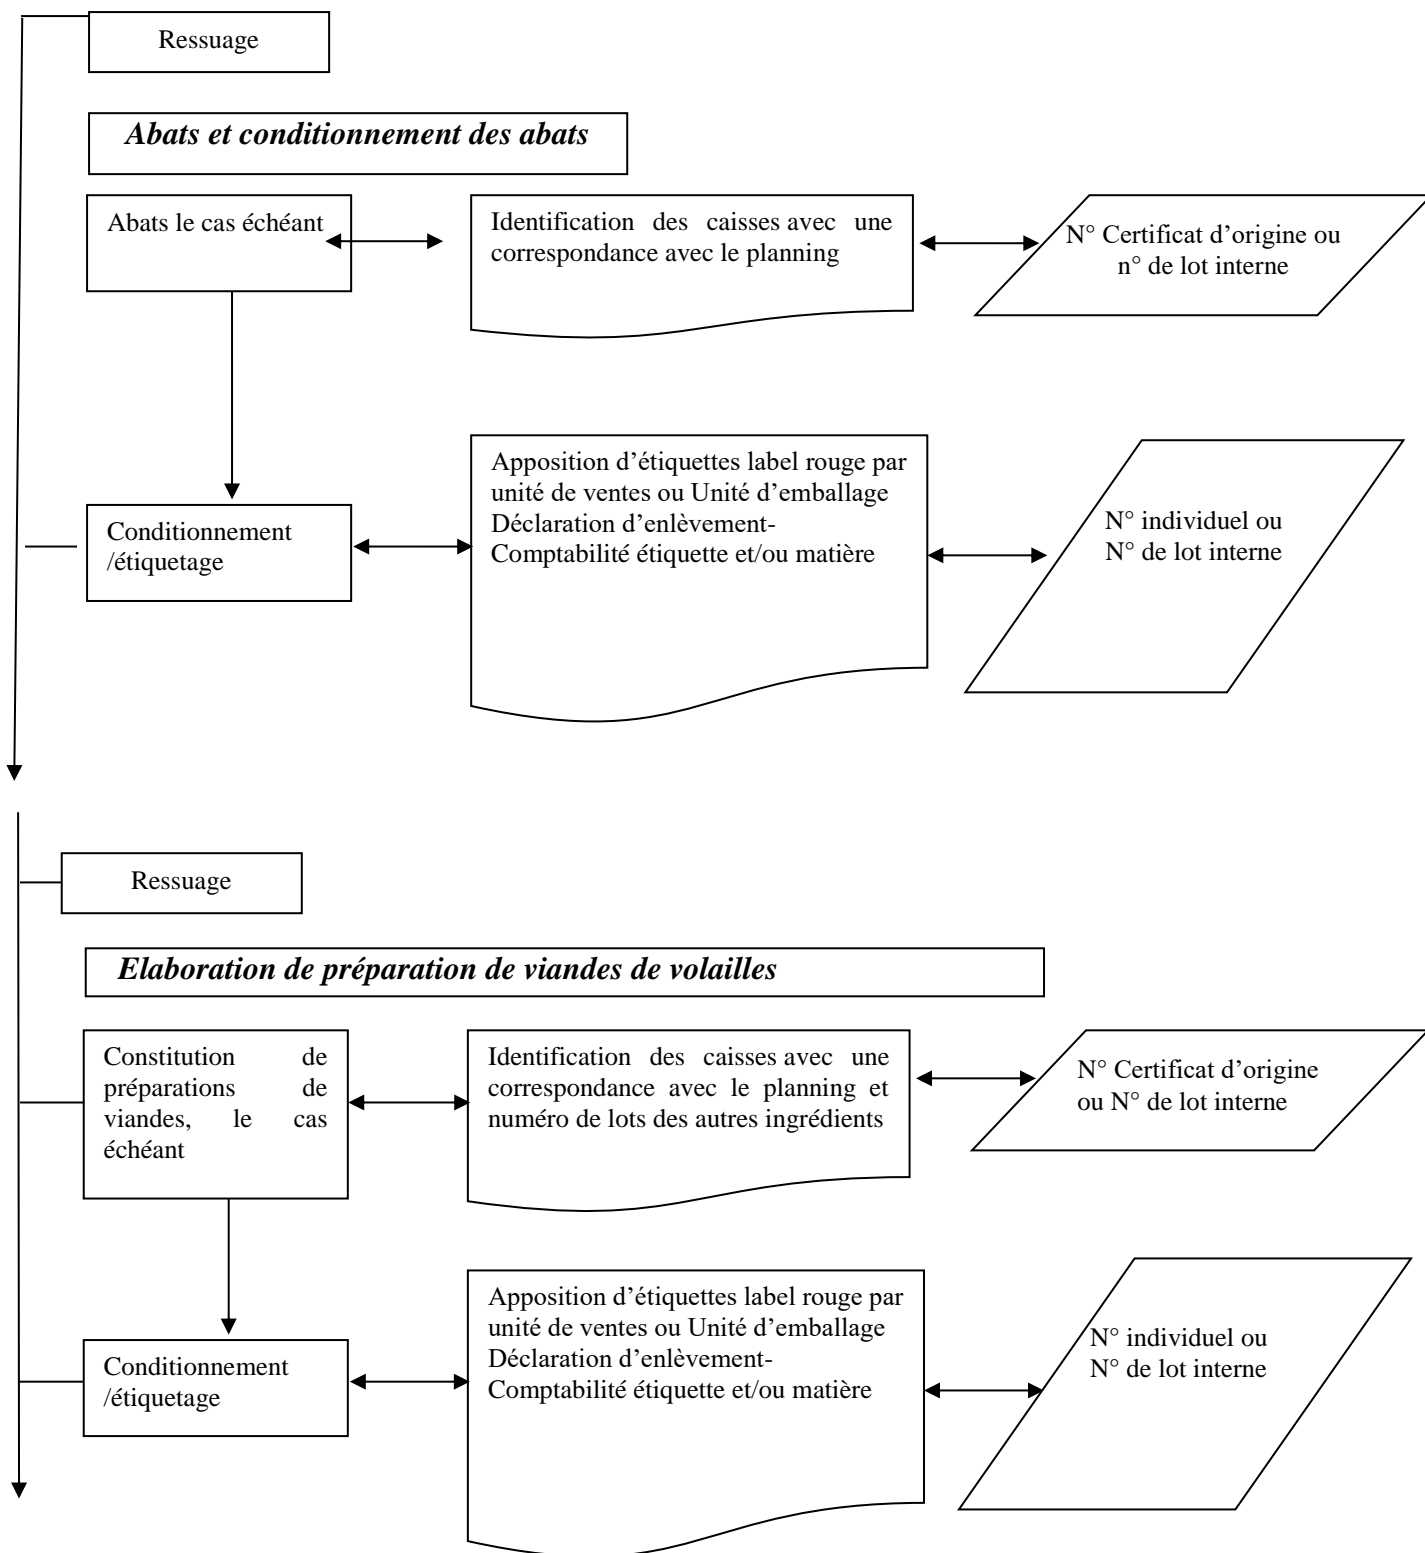 Ressuage
Abats et conditionnement des abats
Abats le cas échéant
Identification des caisses avec une
correspondance avec le planning
N° Certificat d'origine ou
n° de lot interne
Conditionnement
/étiquetage
Apposition d'étiquettes label rouge par
unité de ventes ou Unité d'emballage
Déclaration d'enlèvement-
Comptabilité étiquette et/ou matière
N° individuel ou
N° de lot interne
Ressuage
Elaboration de préparation de viandes de volailles
Constitution de
préparations de
viandes, le cas
échéant
Identification des caisses avec une
correspondance avec le planning et
numéro de lots des autres ingrédients
N° Certificat d'origine
ou N° de lot interne
Conditionnement
/étiquetage
Apposition d'étiquettes label rouge par
unité de ventes ou Unité d'emballage
Déclaration d'enlèvement-
Comptabilité étiquette et/ou matière
N° individuel ou
N° de lot interne